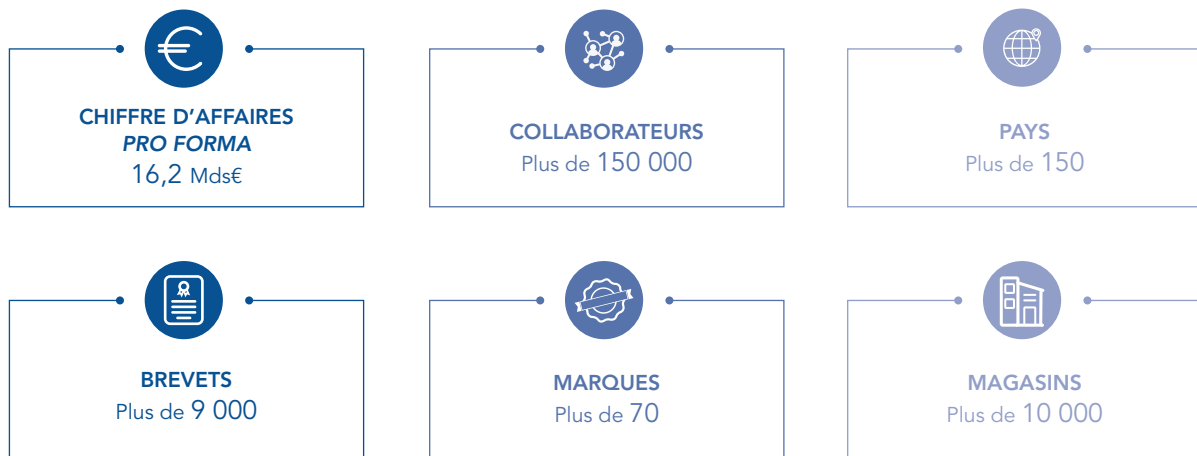 CHIFFRE D'AFFAIRES
PRO FORMA
16,2 Mds€
COLLABORATEURS
Plus de 150 000
PAYS
Plus de 150
BREVETS
Plus de 9 000
MARQUES
Plus de 70
MAGASINS
Plus de 10 000